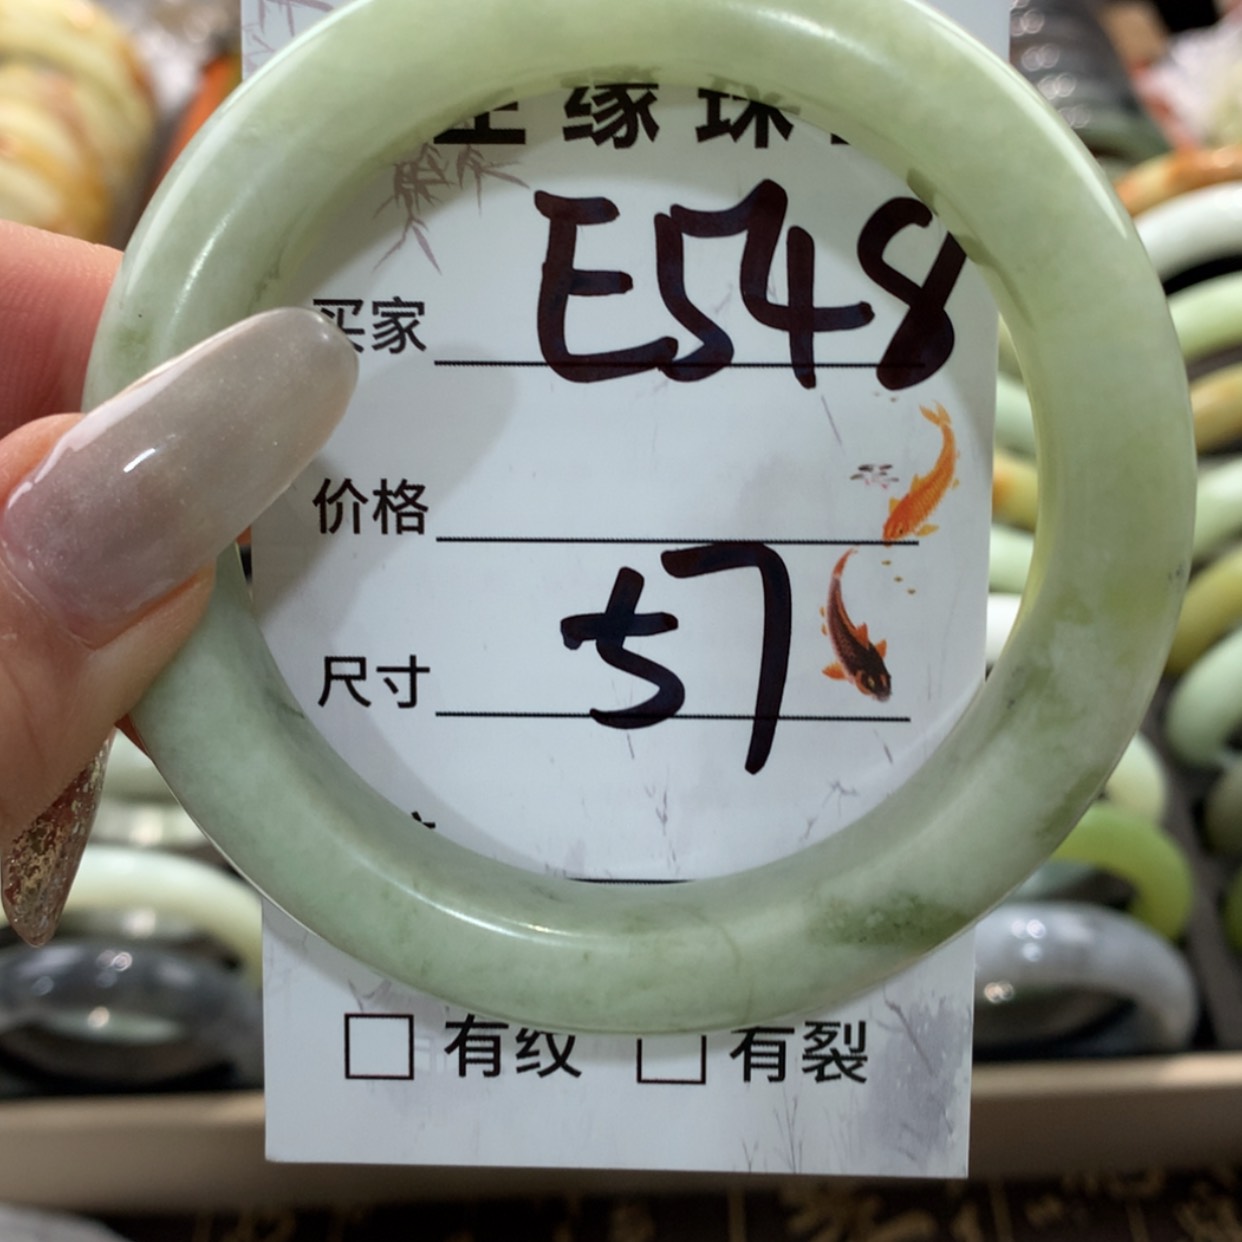 缘珠
买家 E548
价格
尺寸 57
有纹 有裂